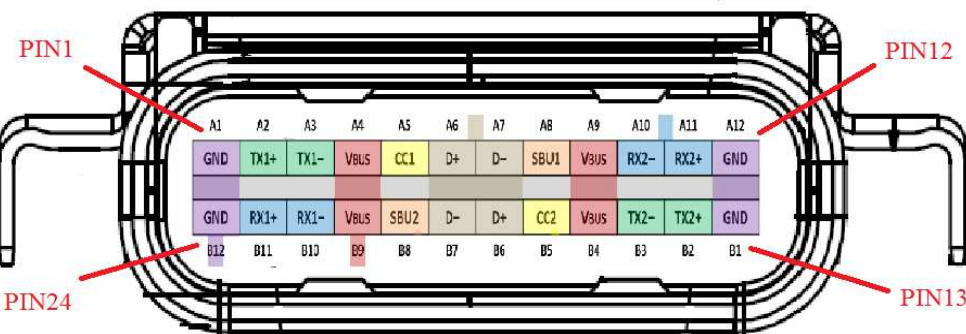 PIN1 PIN12
A1 A2 A3 A4 A5 A6 A7 A8 A9 A10 A11 A12
GND TX1+ TX1− VBUS CC1 D+ D− SBU1 VBUS RX2− RX2+ GND
GND RX1+ RX1− VBUS SBU2 D− D+ CC2 VBUS TX2− TX2+ GND
B12 B11 B10 B9 B8 B7 B6 B5 B4 B3 B2 B1
PIN24 PIN13